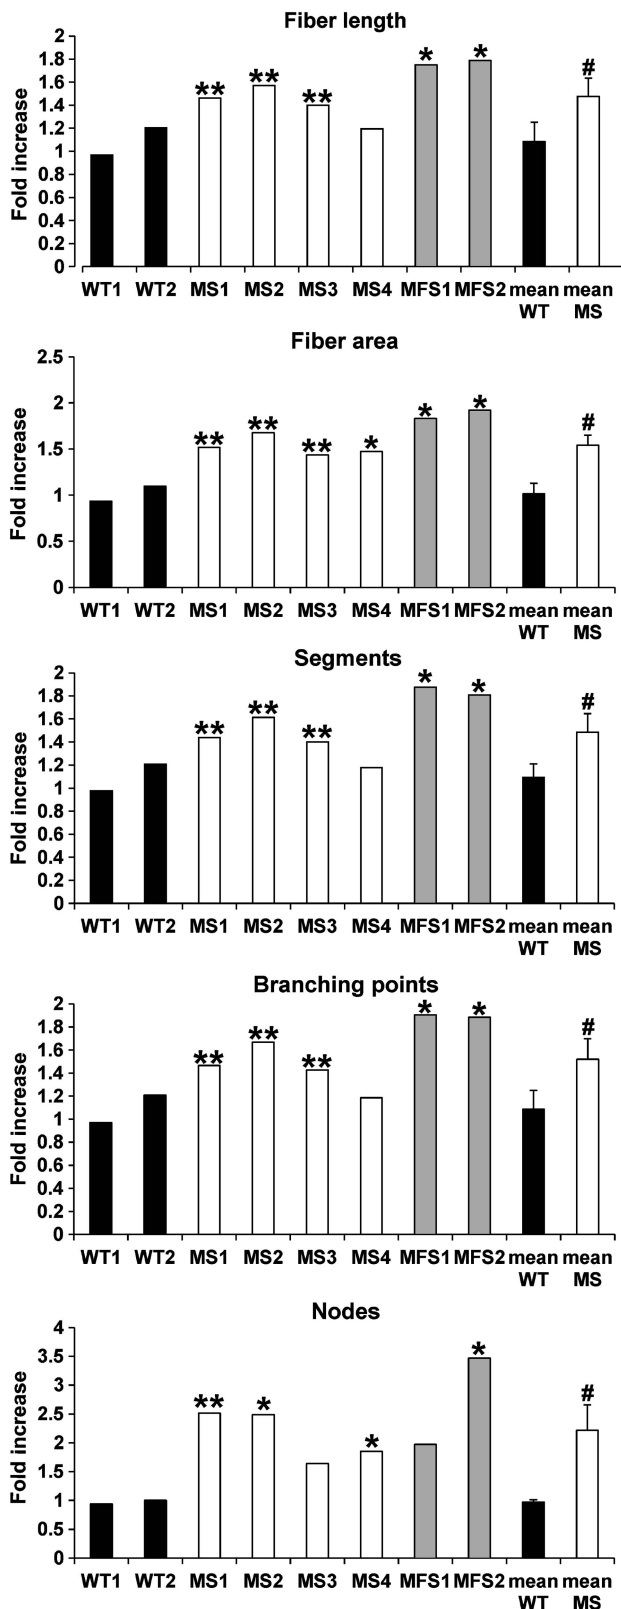 Fiber length
Fold increase
2
1.8
1.6
1.4
1.2
1
0.8
0.6
0.4
0.2
0
** ** ** * * #
WT1 WT2 MS1 MS2 MS3 MS4 MFS1 MFS2 mean mean
WT MS
Fiber area
Fold increase
2.5
2
1.5
1
0.5
0
** ** ** * * * #
WT1 WT2 MS1 MS2 MS3 MS4 MFS1 MFS2 mean mean
WT MS
Segments
Fold increase
2
1.8
1.6
1.4
1.2
1
0.8
0.6
0.4
0.2
0
** ** ** * * #
WT1 WT2 MS1 MS2 MS3 MS4 MFS1 MFS2 mean mean
WT MS
Branching points
Fold increase
2
1.8
1.6
1.4
1.2
1
0.8
0.6
0.4
0.2
0
** ** ** * * #
WT1 WT2 MS1 MS2 MS3 MS4 MFS1 MFS2 mean mean
WT MS
Nodes
Fold increase
4
3.5
3
2.5
2
1.5
1
0.5
0
** * * * #
WT1 WT2 MS1 MS2 MS3 MS4 MFS1 MFS2 mean mean
WT MS